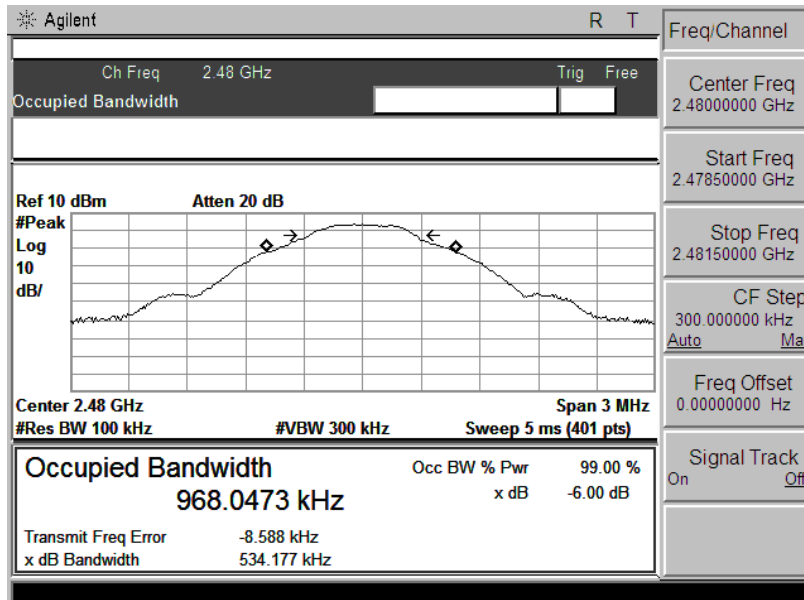 Agilent R T
Freq/Channel
Ch Freq 2.48 GHz Trig Free
Occupied Bandwidth
Center Freq
2.48000000 GHz
Start Freq
2.47850000 GHz
Stop Freq
2.48150000 GHz
CF Step
300.000000 kHz
Auto Ma
Freq Offset
0.00000000 Hz
Signal Track
On Off
Ref 10 dBm Atten 20 dB
#Peak
Log
10
dB/
Center 2.48 GHz Span 3 MHz
#Res BW 100 kHz #VBW 300 kHz Sweep 5 ms (401 pts)
Occupied Bandwidth Occ BW % Pwr 99.00 %
968.0473 kHz x dB -6.00 dB
Transmit Freq Error -8.588 kHz
x dB Bandwidth 534.177 kHz